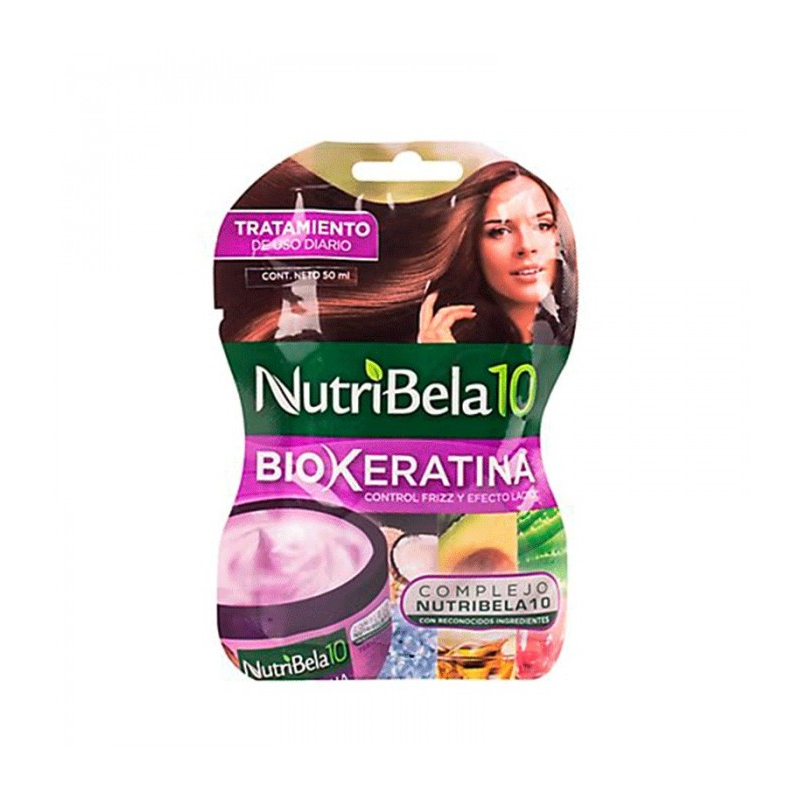 TRATAMIENTO
DE USO DIARIO
CONT. NETO 50 ml
NutriBela10
BIOKERATINA
CONTROL FRIZZ Y EFECTO
COMPLEJO
NUTRIBELA10
CON RECONOCIDOS INGREDIENTES
COMPLEJO
NutriBela10